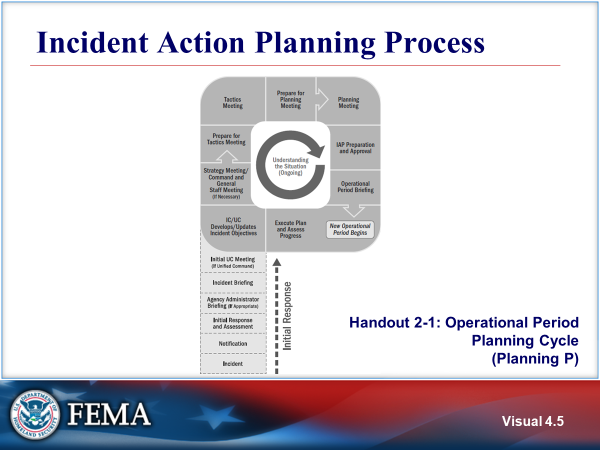 Incident Action Planning Process
Tactics
Meeting
Prepare for
Planning
Meeting
Planning
Meeting
Prepare for
Tactics Meeting
IAP Preparation
and Approval
Understanding
the Situation
(Ongoing)
Strategy Meeting/
Command and
General
Staff Meeting
(If Necessary)
Operational
Period Briefing
IC/UC
Develops/Updates
Incident Objectives
Execute Plan
and Assess
Progress
New Operational
Period Begins
Initial UC Meeting
(If Unified Command)
Incident Briefing
Agency Administrator
Briefing (If Appropriate)
Initial Response
and Assessment
Notification
Incident
Initial Response
Handout 2-1: Operational Period
Planning Cycle
(Planning P)
U.S. DEPARTMENT OF
HOMELAND SECURITY
FEMA
Visual 4.5